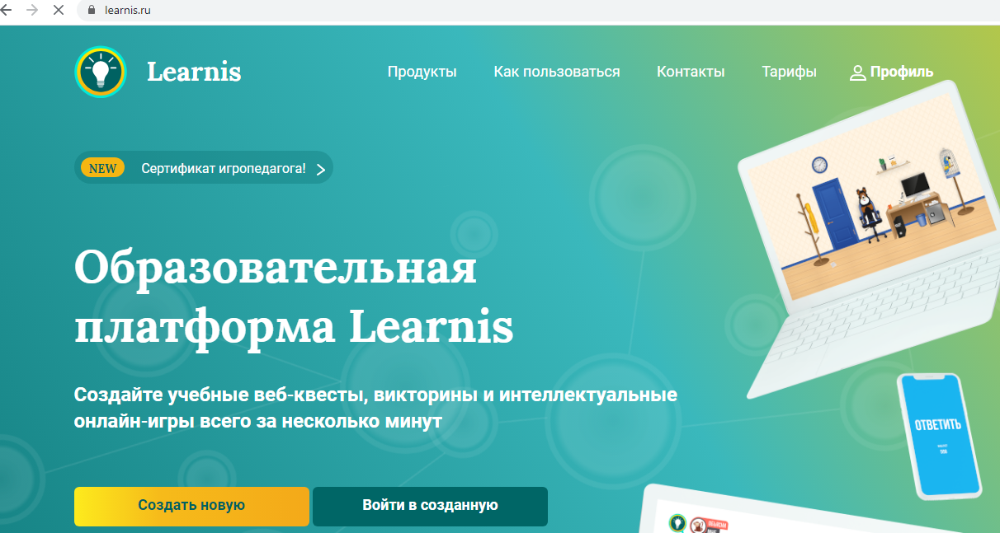 learnis.ru
Learnis
Продукты
Как пользоваться
Контакты
Тарифы
Профиль
NEW
Сертификат игропедагога!
Образовательная
платформа Learnis
Создайте учебные веб-квесты, викторины и интеллектуальные
онлайн-игры всего за несколько минут
Создать новую
Войти в созданную
ОТВЕТИТЬ